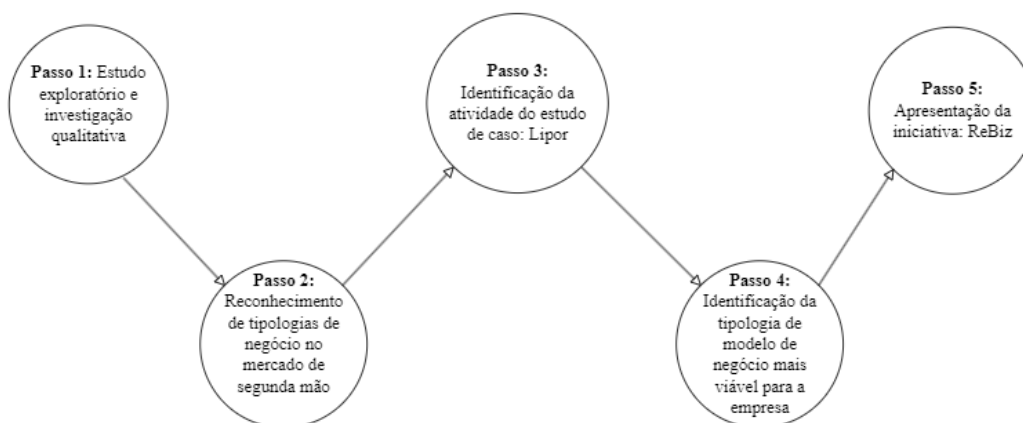 Passo 1: Estudo
exploratório e
investigação
qualitativa
Passo 2:
Reconhecimento
de tipologias de
negócio no
mercado de
segunda mão
Passo 3:
Identificação da
atividade do estudo
de caso: Lipor
Passo 4:
Identificação da
tipologia de
modelo de
negócio mais
viável para a
empresa
Passo 5:
Apresentação da
iniciativa: ReBiz